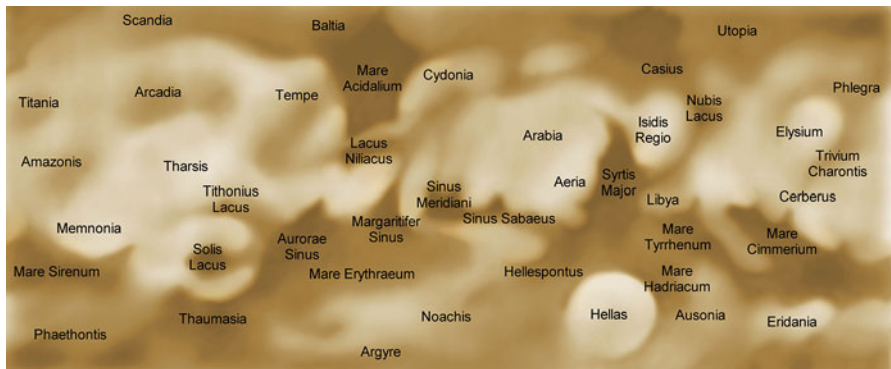 Scandia
Baltia
Utopia
Mare
Acidalium
Cydonia
Casius
Titania
Arcadia
Tempe
Nubis
Lacus
Phlegra
Isidis
Regio
Elysium
Arabia
Lacus
Niliacus
Amazonis
Tharsis
Trivium
Charontis
Tithonius
Lacus
Sinus
Meridiani
Aeria
Syrtis
Major
Libya
Cerberus
Memnonia
Margaritifer
Sinus
Sinus Sabaeus
Solis
Lacus
Aurorae
Sinus
Mare
Tyrrhenum
Mare
Cimmerium
Mare Sirenum
Mare Erythraeum
Hellespontus
Mare
Hadriacum
Phaethontis
Thaumasia
Noachis
Hellas
Ausonia
Eridania
Argyre